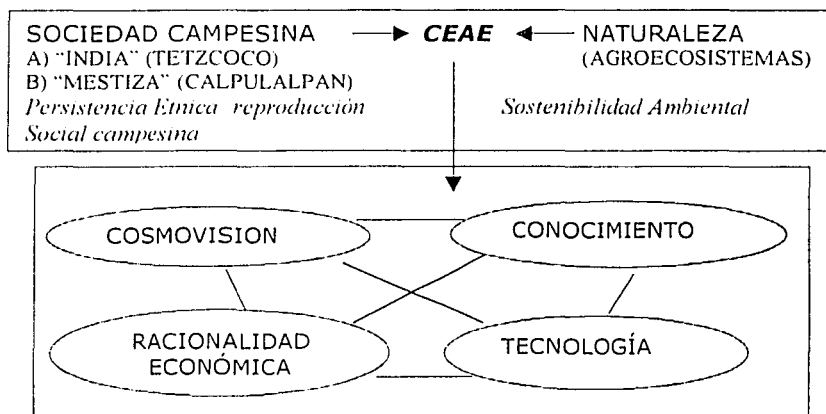 SOCIEDAD CAMPESINA CEAE NATURALEZA
A) "INDIA" (TETZCOCO) (AGROECOSISTEMAS)
B) "MESTIZA" (CALPULALPAN)
Persistencia Etnica reproducción Sostenibilidad Ambiental
Social campesina
COSMOVISION CONOCIMIENTO
RACIONALIDAD TECNOLOGÍA
ECONÓMICA